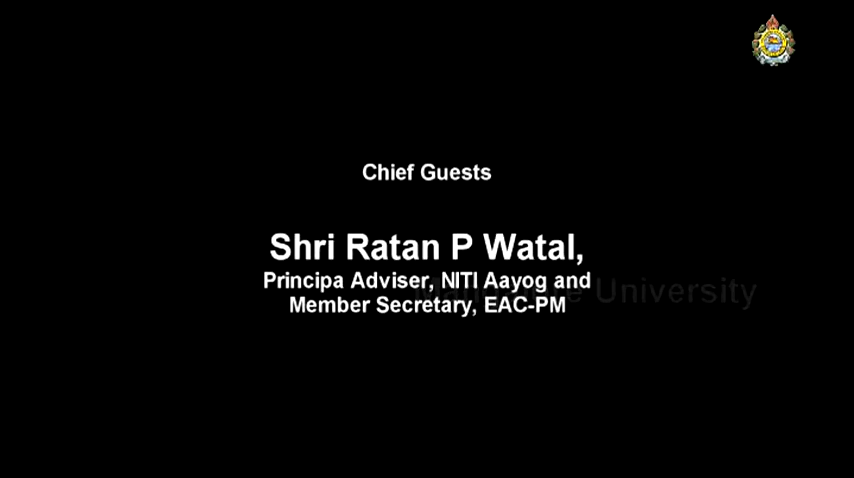 Chief Guests
Shri Ratan P Watal,
Principa Adviser, NITI Aayog and
Member Secretary, EAC-PM
University